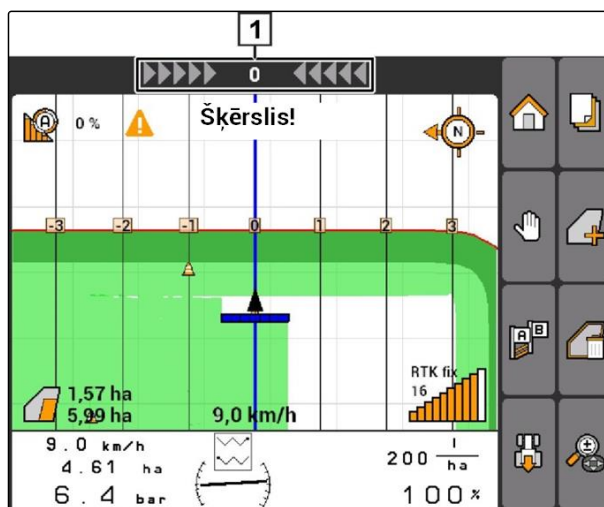 1
0
A
0 %
Šķērslis!
N
-3 -2 -1 0 1 2 3
A B
RTK fix
16
1,57 ha
5,99 ha
9,0 km/h
9.0 km/h
4.61 ha
6.4 bar
200 l/ha
100 %